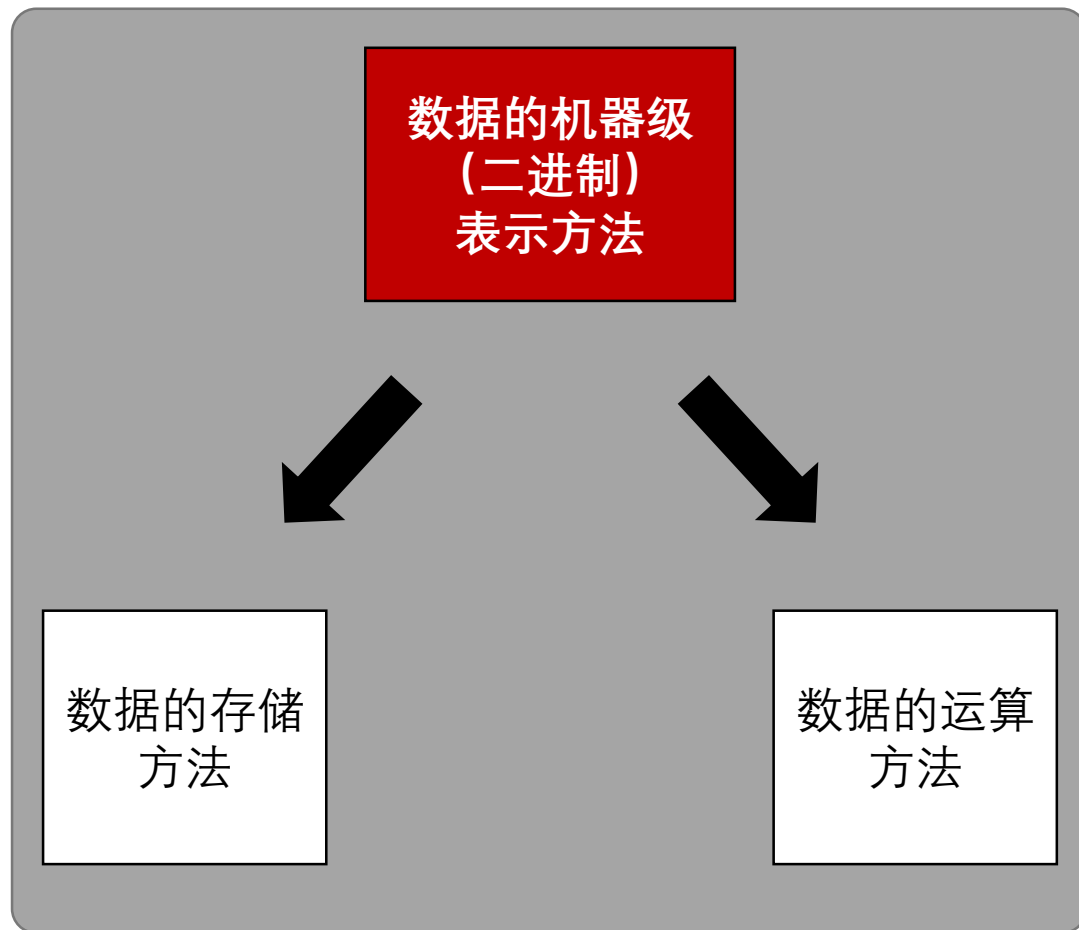 数据的机器级
(二进制)
表示方法
数据的存储
方法
数据的运算
方法